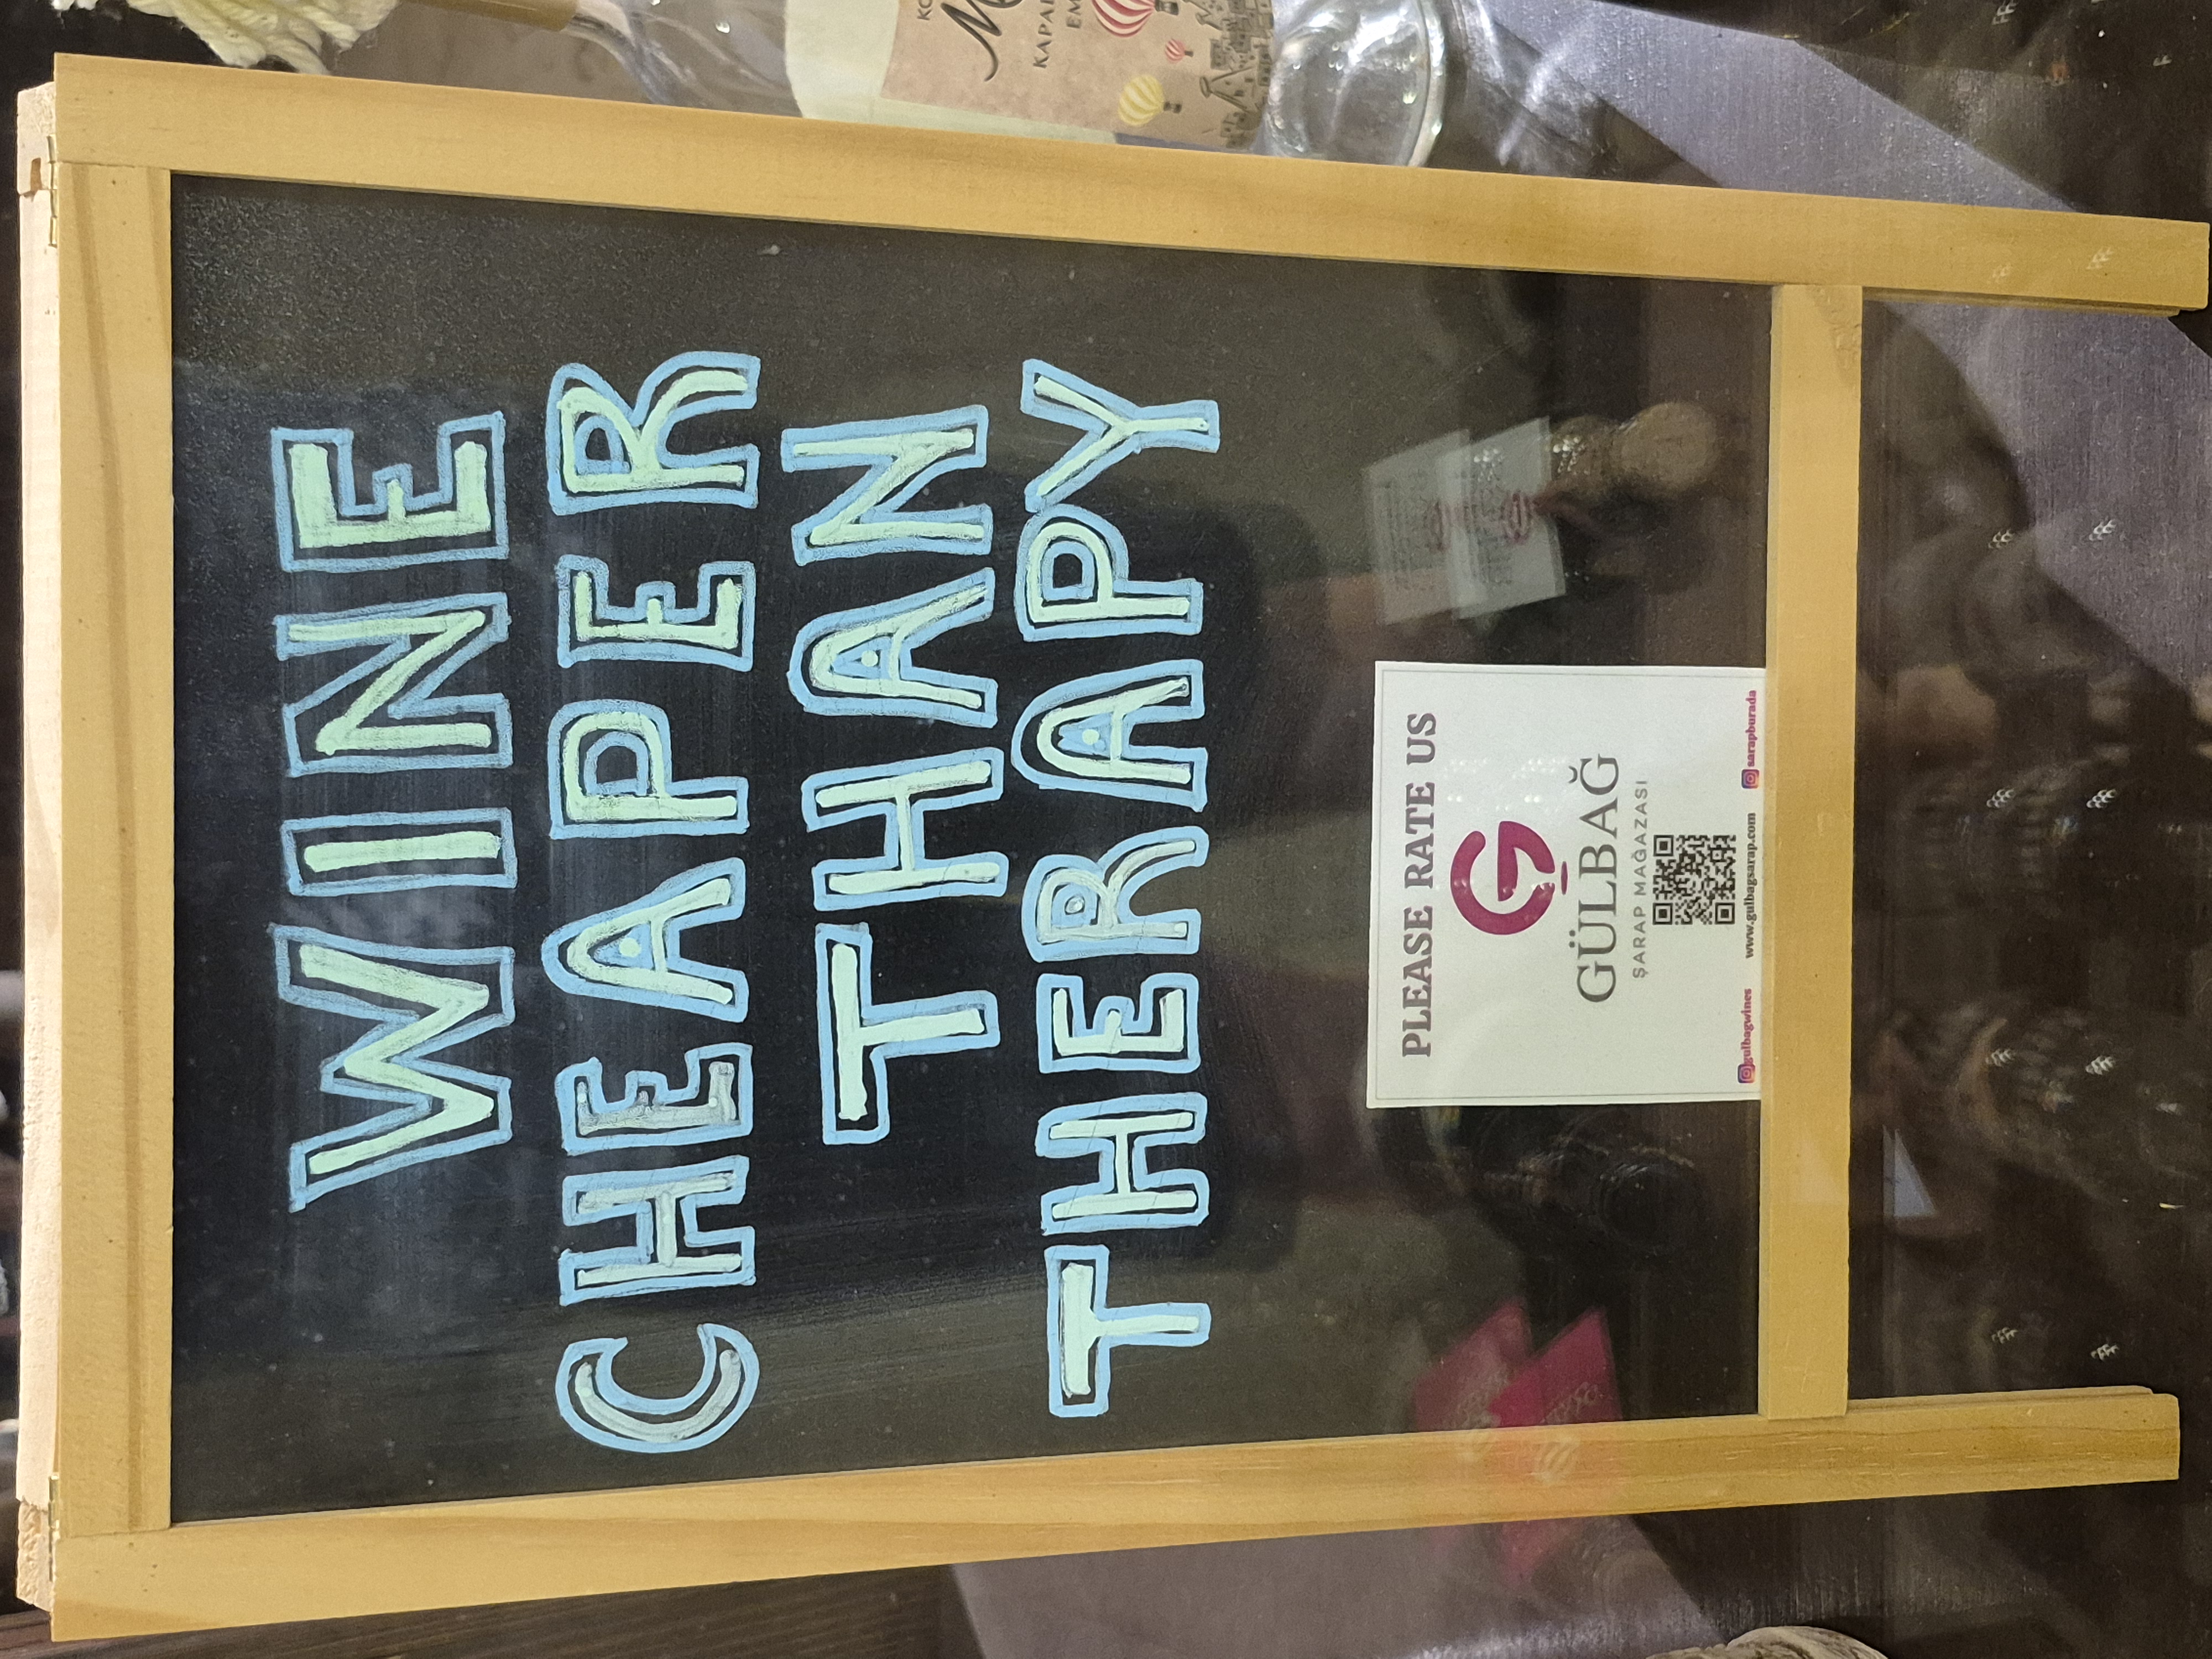 WINE
CHEAPER
THAN
THERAPY
PLEASE RATE US
GÜLBAĞ
ŞARAP MAĞAZASI
gulbagwines www.gulbagsarap.com sarapburada